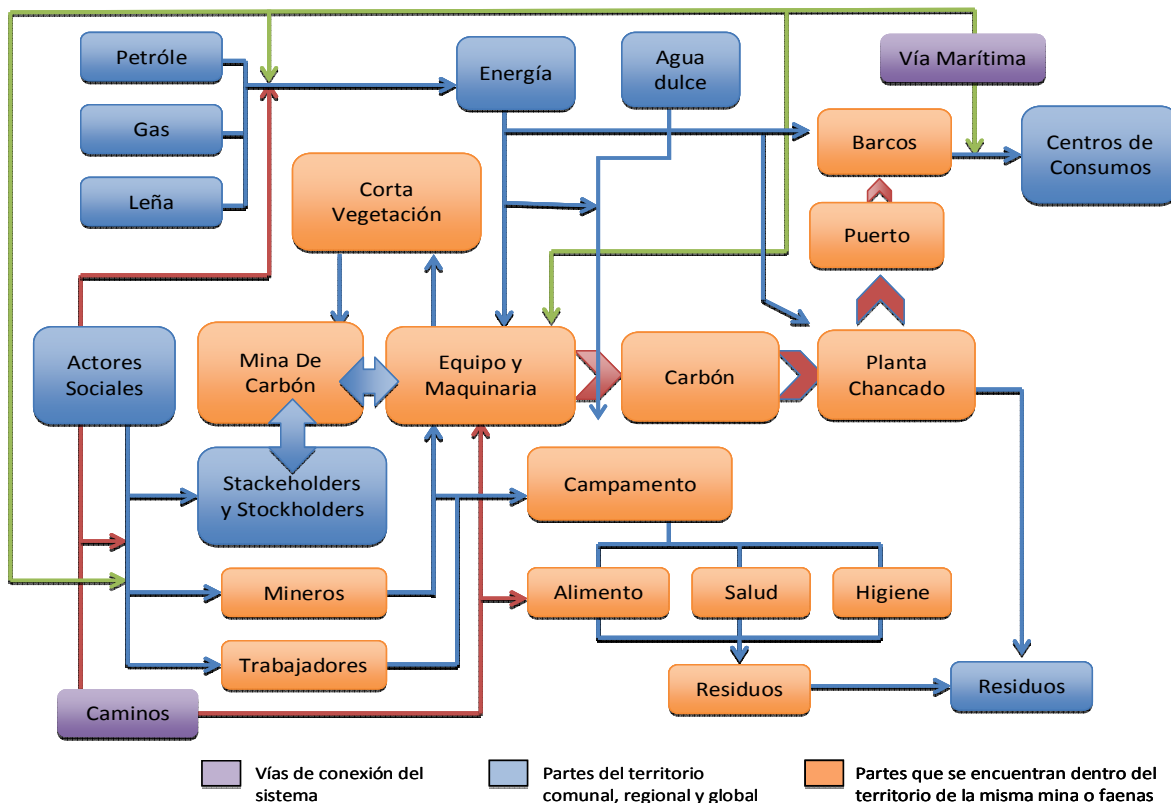 Petróle
Gas
Leña
Energía
Agua
dulce
Vía Marítima
Barcos
Centros de
Consumos
Corta
Vegetación
Puerto
Actores
Sociales
Mina De
Carbón
Equipo y
Maquinaria
Carbón
Planta
Chancado
Stackeholders
y Stockholders
Campamento
Mineros
Alimento
Salud
Higiene
Trabajadores
Residuos
Residuos
Caminos
Vías de conexión del
sistema
Partes del territorio
comunal, regional y global
Partes que se encuentran dentro del
territorio de la misma mina o faenas